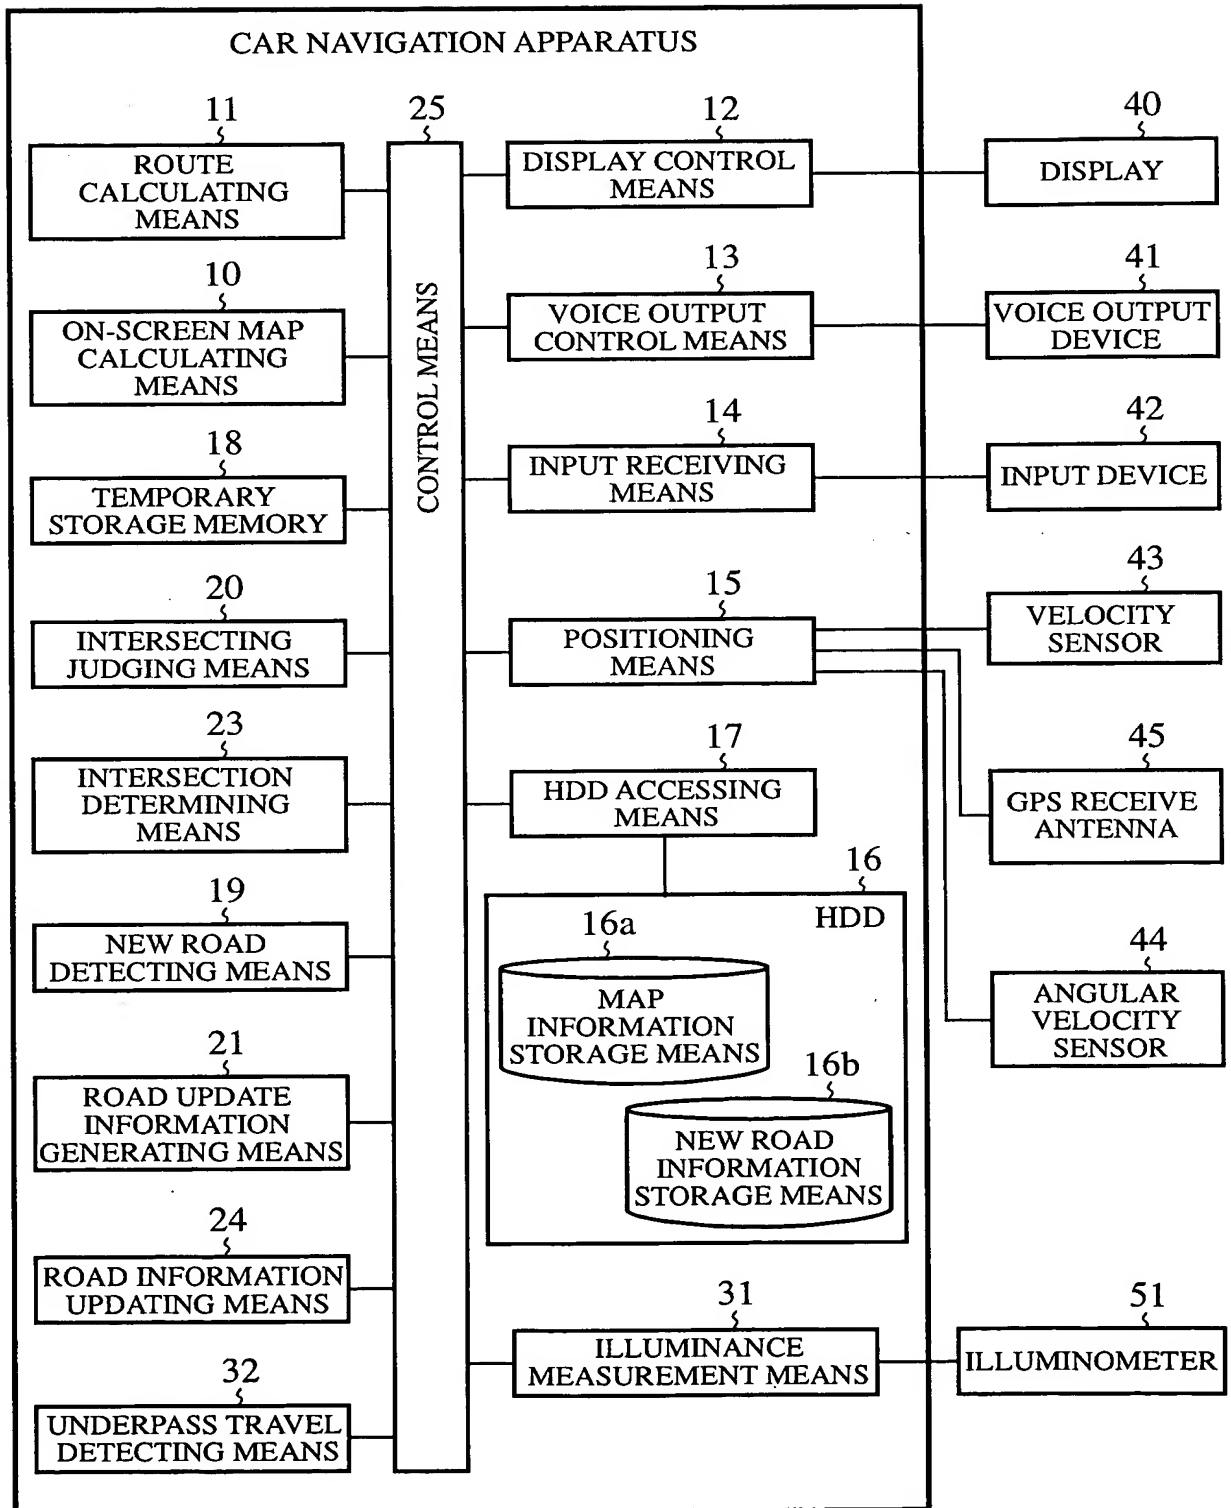 CAR NAVIGATION APPARATUS
11
ROUTE
CALCULATING
MEANS
10
ON-SCREEN MAP
CALCULATING
MEANS
18
TEMPORARY
STORAGE MEMORY
20
INTERSECTING
JUDGING MEANS
23
INTERSECTION
DETERMINING
MEANS
19
NEW ROAD
DETECTING MEANS
21
ROAD UPDATE
INFORMATION
GENERATING MEANS
24
ROAD INFORMATION
UPDATING MEANS
32
UNDERPASS TRAVEL
DETECTING MEANS
25
CONTROL MEANS
12
DISPLAY CONTROL
MEANS
13
VOICE OUTPUT
CONTROL MEANS
14
INPUT RECEIVING
MEANS
15
POSITIONING
MEANS
17
HDD ACCESSING
MEANS
16
HDD
16a
MAP
INFORMATION
STORAGE MEANS
16b
NEW ROAD
INFORMATION
STORAGE MEANS
31
ILLUMINANCE
MEASUREMENT MEANS
40
DISPLAY
41
VOICE OUTPUT
DEVICE
42
INPUT DEVICE
43
VELOCITY
SENSOR
45
GPS RECEIVE
ANTENNA
44
ANGULAR
VELOCITY
SENSOR
51
ILLUMINOMETER